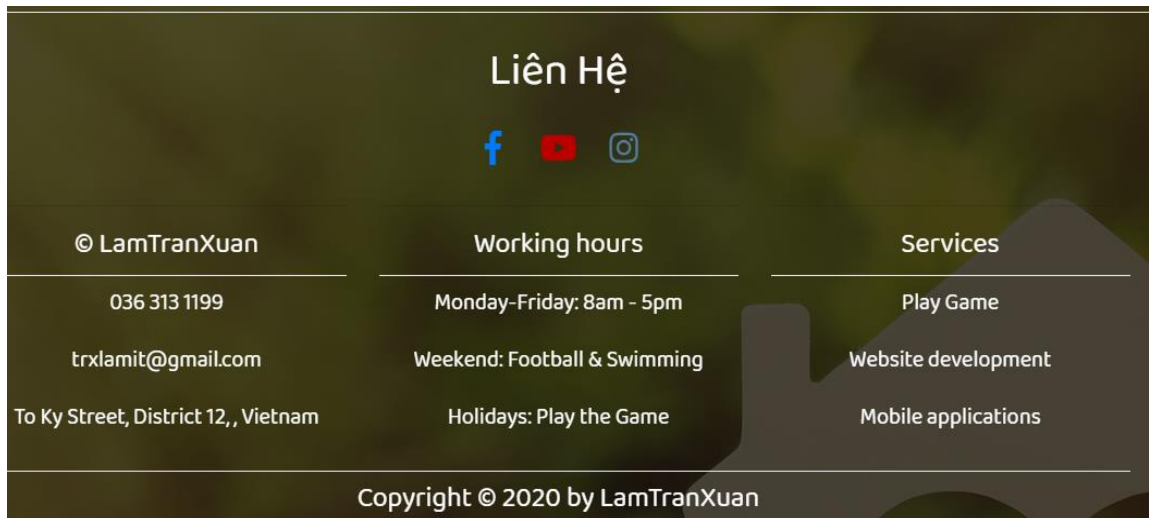 Liên Hệ
© LamTranXuan
036 313 1199
trxlamit@gmail.com
To Ky Street, District 12, , Vietnam
Working hours
Monday-Friday: 8am - 5pm
Weekend: Football & Swimming
Holidays: Play the Game
Services
Play Game
Website development
Mobile applications
Copyright © 2020 by LamTranXuan